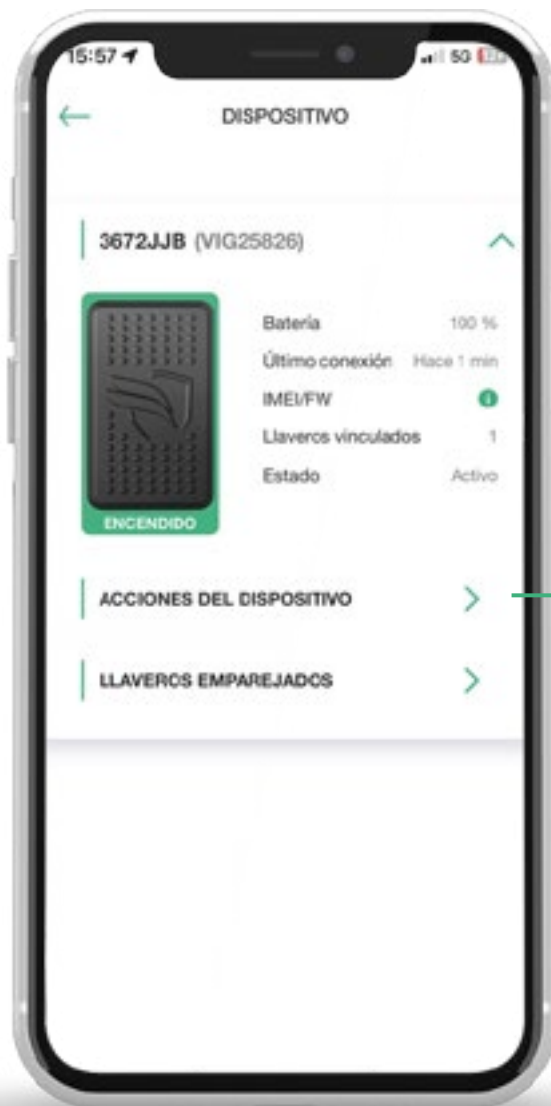 15:57
5G
DISPOSITIVO
3672JJB (VIG25826)
Batería 100 %
Último conexión Hace 1 min
IMEI/FW
Llaveros vinculados 1
Estado Activo
ENCENDIDO
ACCIONES DEL DISPOSITIVO
LLAVEROS EMPAREJADOS